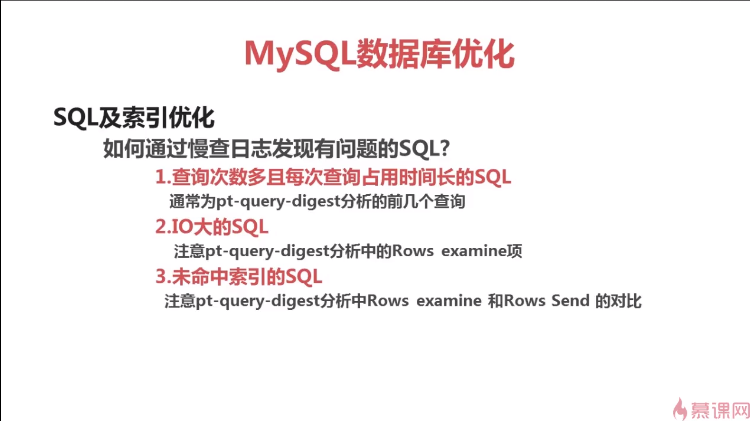 MySQL数据库优化
SQL及索引优化
如何通过慢查日志发现有问题的SQL?
1.查询次数多且每次查询占用时间长的SQL
通常为pt-query-digest分析的前几个查询
2.IO大的SQL
注意pt-query-digest分析中的Rows examine项
3.未命中索引的SQL
注意pt-query-digest分析中Rows examine 和Rows Send 的对比
慕课网